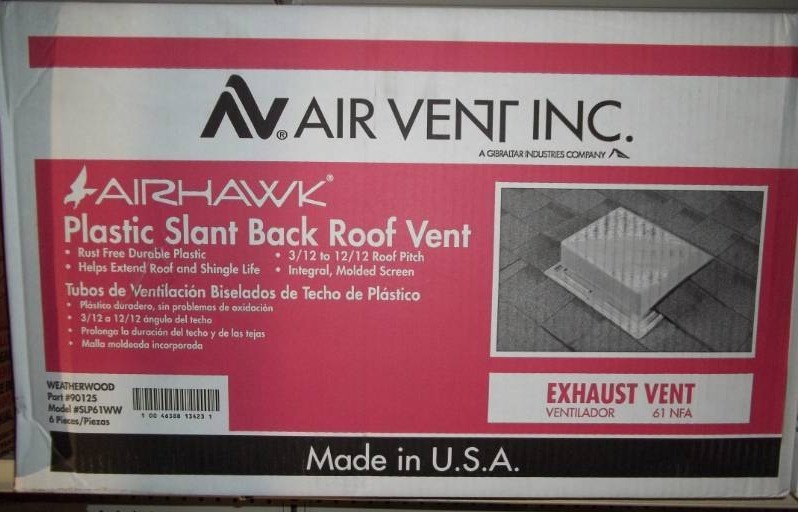 AV® AIR VENT INC.
A GIBRALTAR INDUSTRIES COMPANY
AIRHAWK®
Plastic Slant Back Roof Vent
• Rust Free Durable Plastic • 3/12 to 12/12 Roof Pitch
• Helps Extend Roof and Shingle Life • Integral, Molded Screen
Tubos de Ventilación Biselados de Techo de Plástico
• Plástico duradero, sin problemas de oxidación
• 3/12 a 12/12 ángulo del techo
• Prolonga la duración del techo y de las tejas
• Malla moldeada incorporada
WEATHERWOOD
Part #90125
Model #SLP61WW
6 Pieces/Piezas
EXHAUST VENT
VENTILADOR 61 NFA
Made in U.S.A.